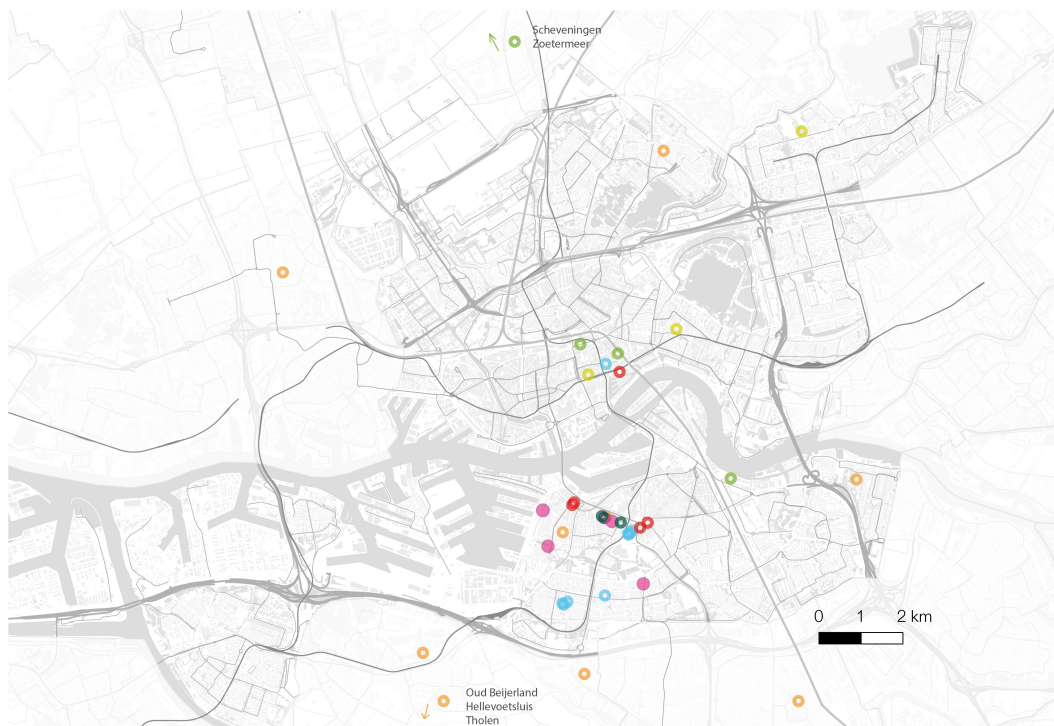 Scheveningen
Zoetermeer
0 1 2 km
Oud Beijerland
Hellevoetsluis
Tholen